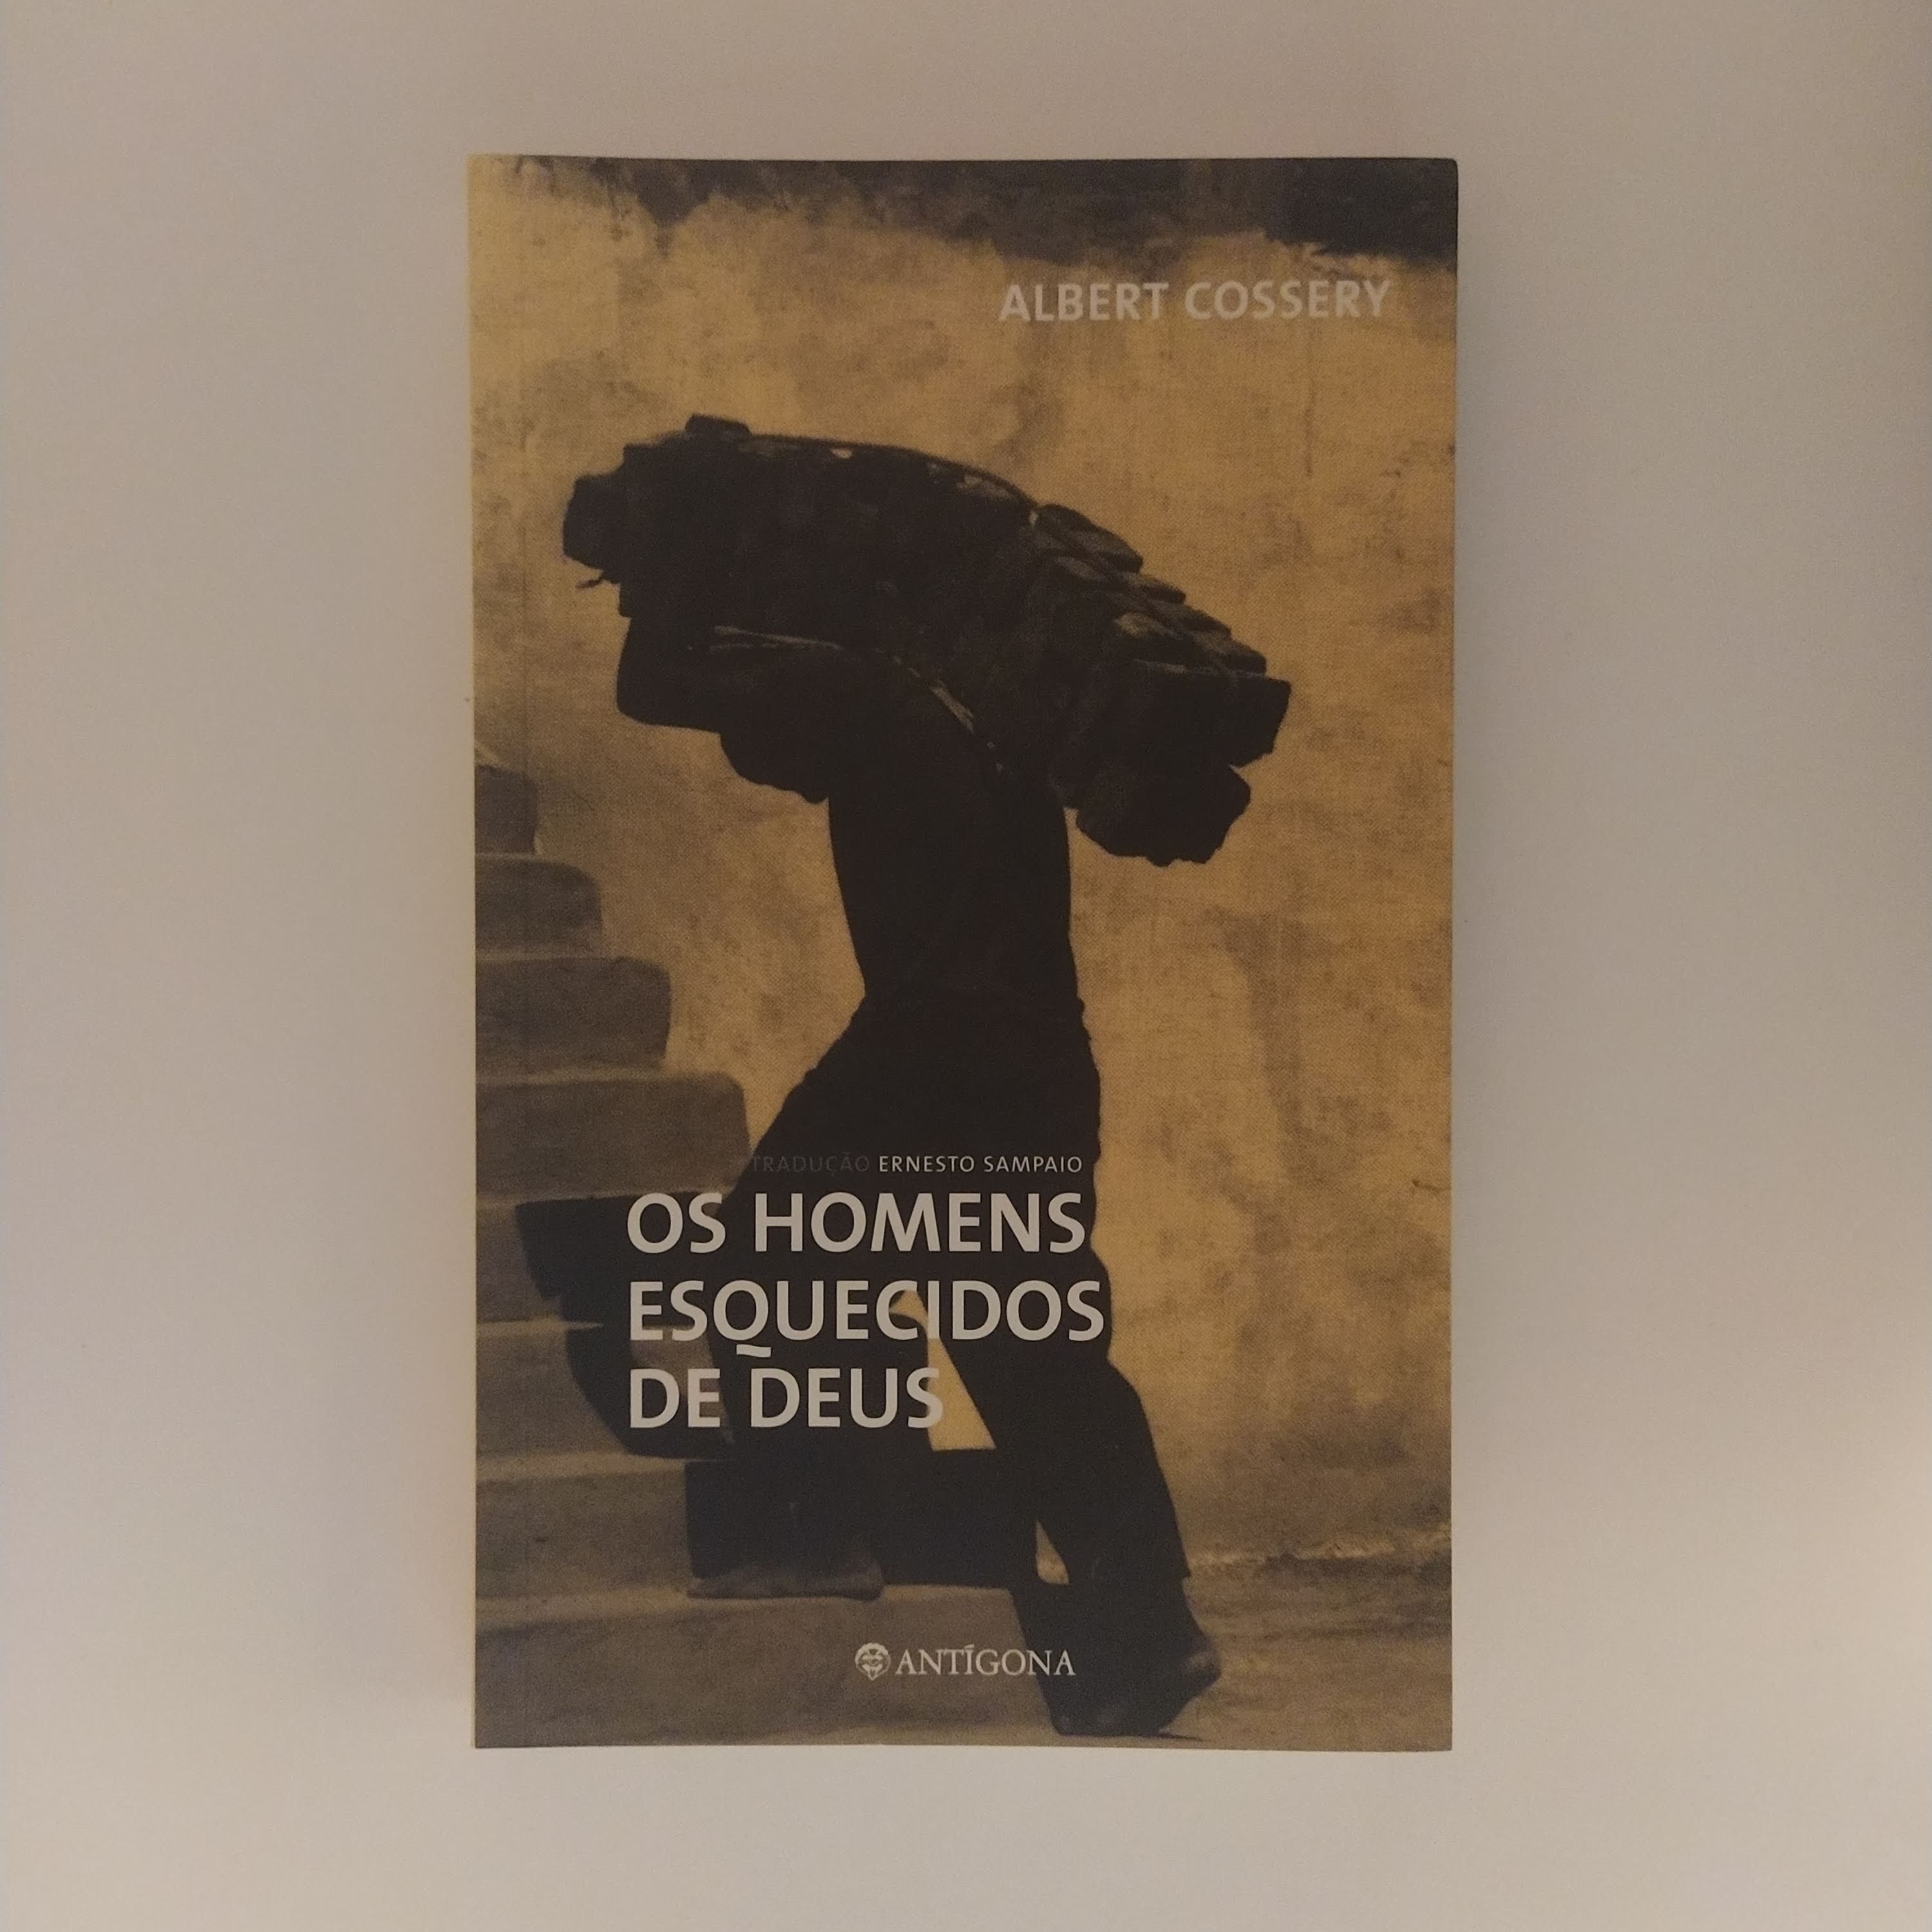 ALBERT COSSERY
TRADUÇÃO ERNESTO SAMPAIO
OS HOMENS
ESQUECIDOS
DE DEUS
ANTÍGONA